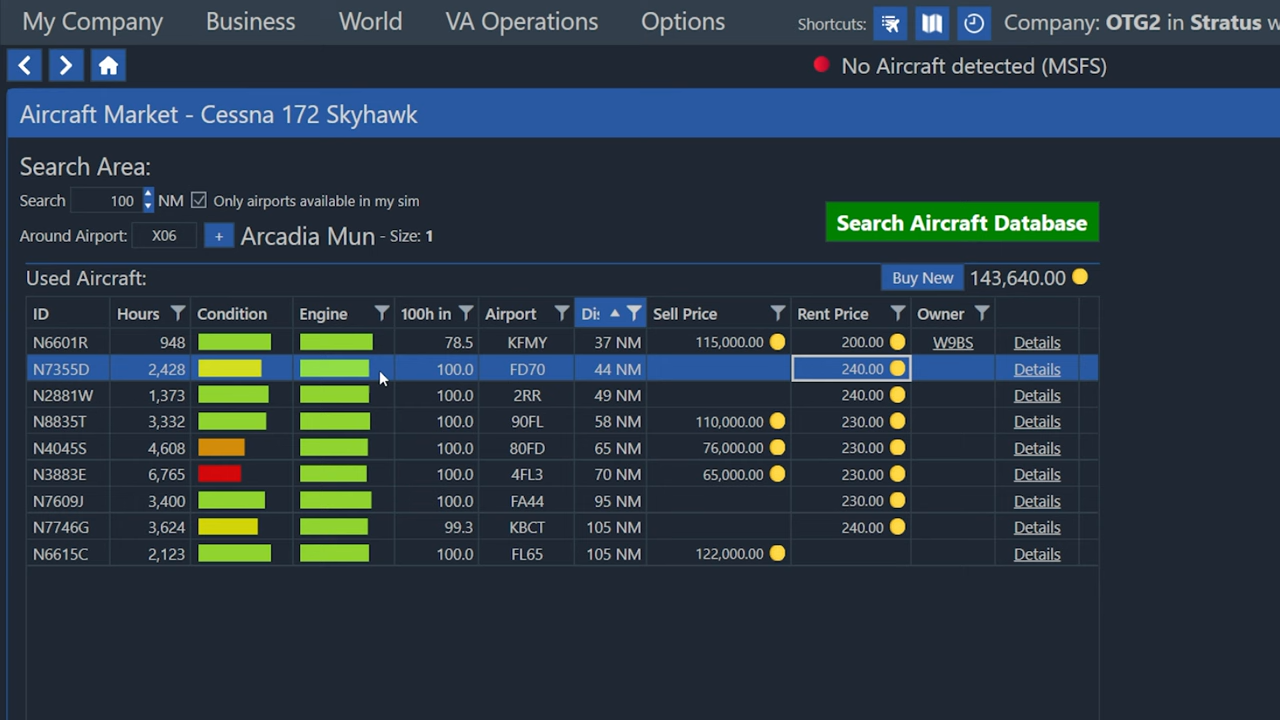 My Company Business World VA Operations Options Shortcuts: Company: OTG2 in Stratus w
No Aircraft detected (MSFS)
Aircraft Market - Cessna 172 Skyhawk
Search Area:
Search 100 NM Only airports available in my sim
Around Airport: X06 + Arcadia Mun - Size: 1
Search Aircraft Database
Used Aircraft: Buy New 143,640.00
ID Hours Condition Engine 100h in Airport Di: Sell Price Rent Price Owner
N6601R 948 78.5 KFMY 37 NM 115,000.00 200.00 W9BS Details
N7355D 2,428 100.0 FD70 44 NM 240.00 Details
N2881W 1,373 100.0 2RR 49 NM 240.00 Details
N8835T 3,332 100.0 90FL 58 NM 110,000.00 230.00 Details
N4045S 4,608 100.0 80FD 65 NM 76,000.00 230.00 Details
N3883E 6,765 100.0 4FL3 70 NM 65,000.00 230.00 Details
N7609J 3,400 100.0 FA44 95 NM 230.00 Details
N7746G 3,624 99.3 KBCT 105 NM 240.00 Details
N6615C 2,123 100.0 FL65 105 NM 122,000.00 Details